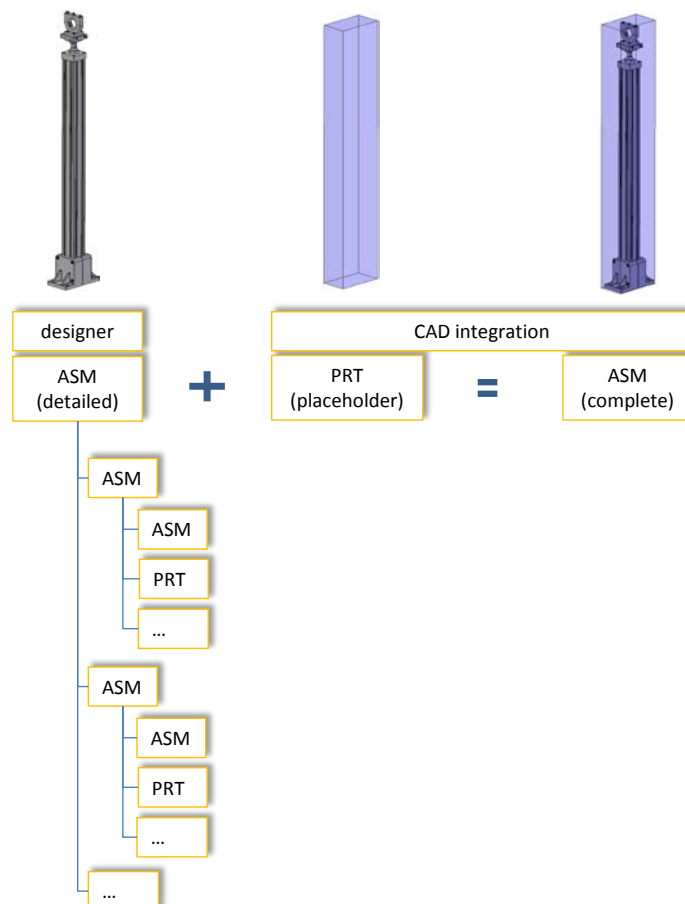 designer
CAD integration
ASM
(detailed)
PRT
(placeholder)
=
ASM
(complete)
ASM
ASM
PRT
...
ASM
ASM
PRT
...
...